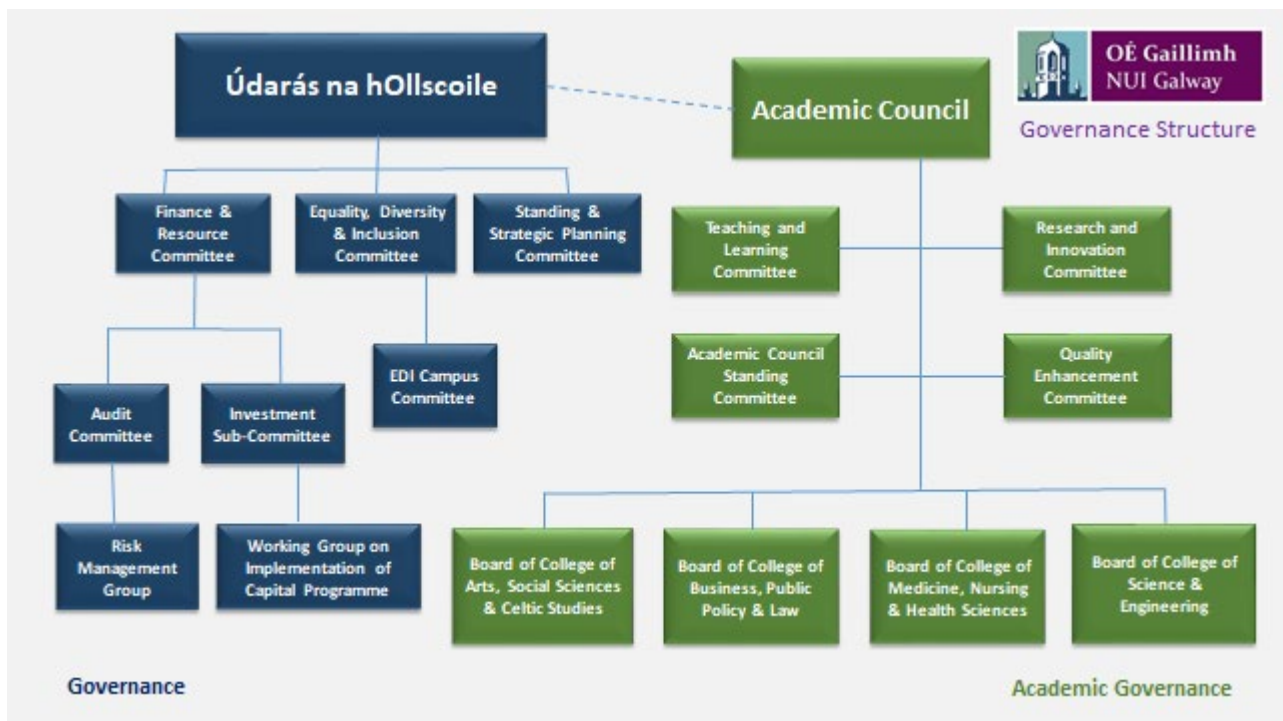 Údarás na hOllscoile
Academic Council
OÉ Gaillimh
NUI Galway
Governance Structure
Finance &
Resource
Committee
Equality, Diversity
& Inclusion
Committee
Standing &
Strategic Planning
Committee
Teaching and
Learning
Committee
Research and
Innovation
Committee
Audit
Committee
Investment
Sub-Committee
EDI Campus
Committee
Academic Council
Standing
Committee
Quality
Enhancement
Committee
Risk
Management
Group
Working Group on
Implementation of
Capital Programme
Board of College of
Arts, Social Sciences
& Celtic Studies
Board of College of
Business, Public
Policy & Law
Board of College of
Medicine, Nursing
& Health Sciences
Board of College of
Science &
Engineering
Governance
Academic Governance